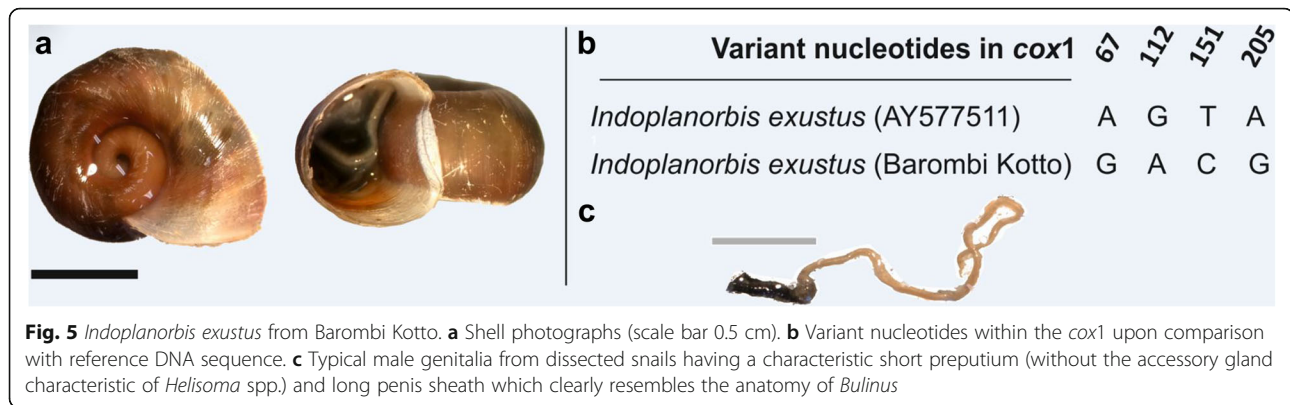 a
b
Variant nucleotides in cox1 67 112 151 205
Indoplanorbis exustus (AY577511) A G T A
Indoplanorbis exustus (Barombi Kotto) G A C G
c
Fig. 5 Indoplanorbis exustus from Barombi Kotto. a Shell photographs (scale bar 0.5 cm). b Variant nucleotides within the cox1 upon comparison
with reference DNA sequence. c Typical male genitalia from dissected snails having a characteristic short preputium (without the accessory gland
characteristic of Helisoma spp.) and long penis sheath which clearly resembles the anatomy of Bulinus